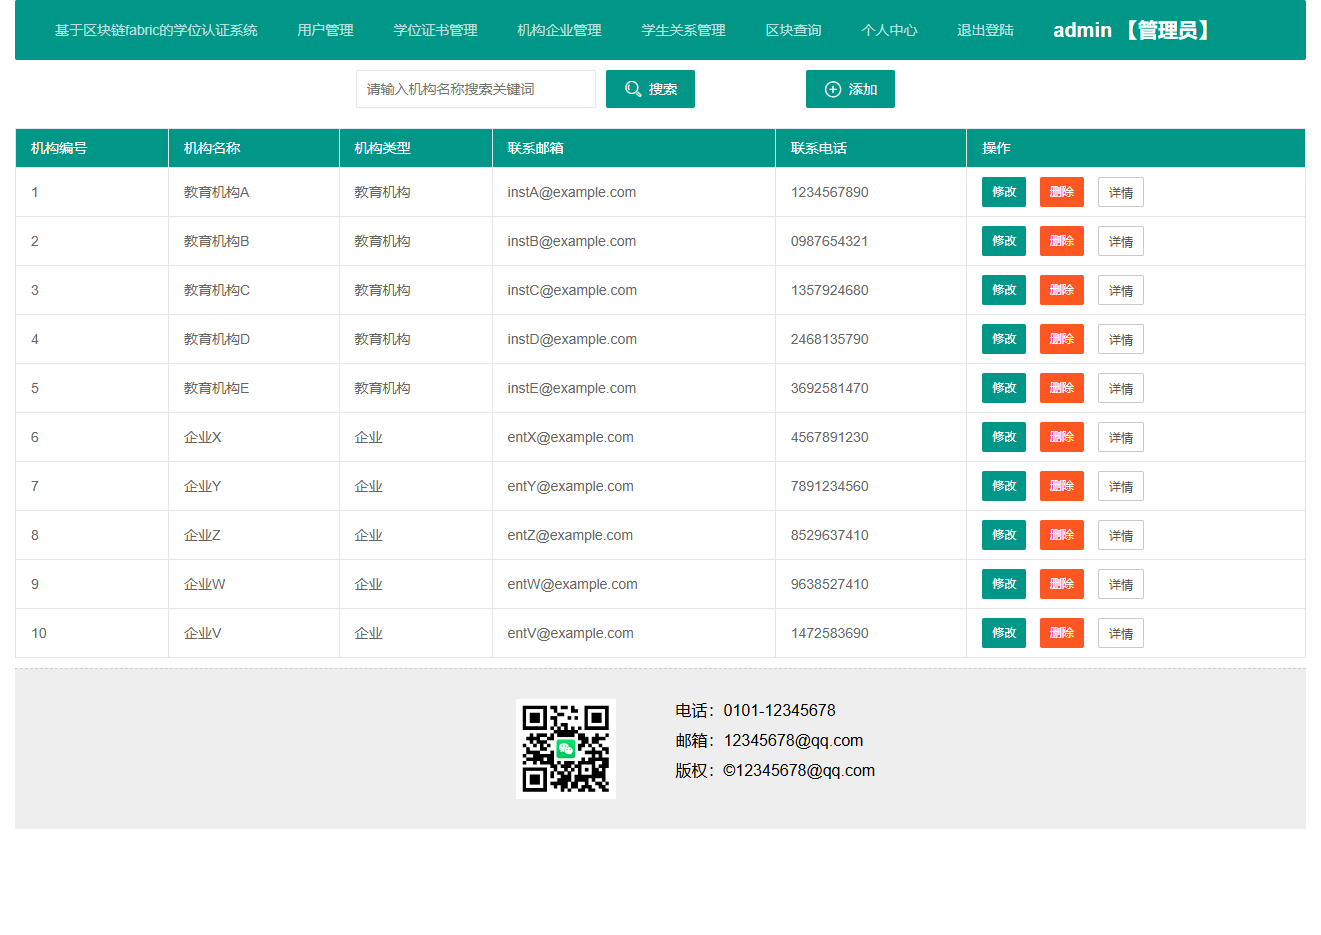 基于区块链fabric的学位认证系统 用户管理 学位证书管理 机构企业管理 学生关系管理 区块查询 个人中心 退出登陆 admin 【管理员】
请输入机构名称搜索关键词 搜索 添加
机构编号 机构名称 机构类型 联系邮箱 联系电话 操作
1 教育机构A 教育机构 instA@example.com 1234567890 修改 删除 详情
2 教育机构B 教育机构 instB@example.com 0987654321 修改 删除 详情
3 教育机构C 教育机构 instC@example.com 1357924680 修改 删除 详情
4 教育机构D 教育机构 instD@example.com 2468135790 修改 删除 详情
5 教育机构E 教育机构 instE@example.com 3692581470 修改 删除 详情
6 企业X 企业 entX@example.com 4567891230 修改 删除 详情
7 企业Y 企业 entY@example.com 7891234560 修改 删除 详情
8 企业Z 企业 entZ@example.com 8529637410 修改 删除 详情
9 企业W 企业 entW@example.com 9638527410 修改 删除 详情
10 企业V 企业 entV@example.com 1472583690 修改 删除 详情
电话：0101-12345678
邮箱：12345678@qq.com
版权：©12345678@qq.com